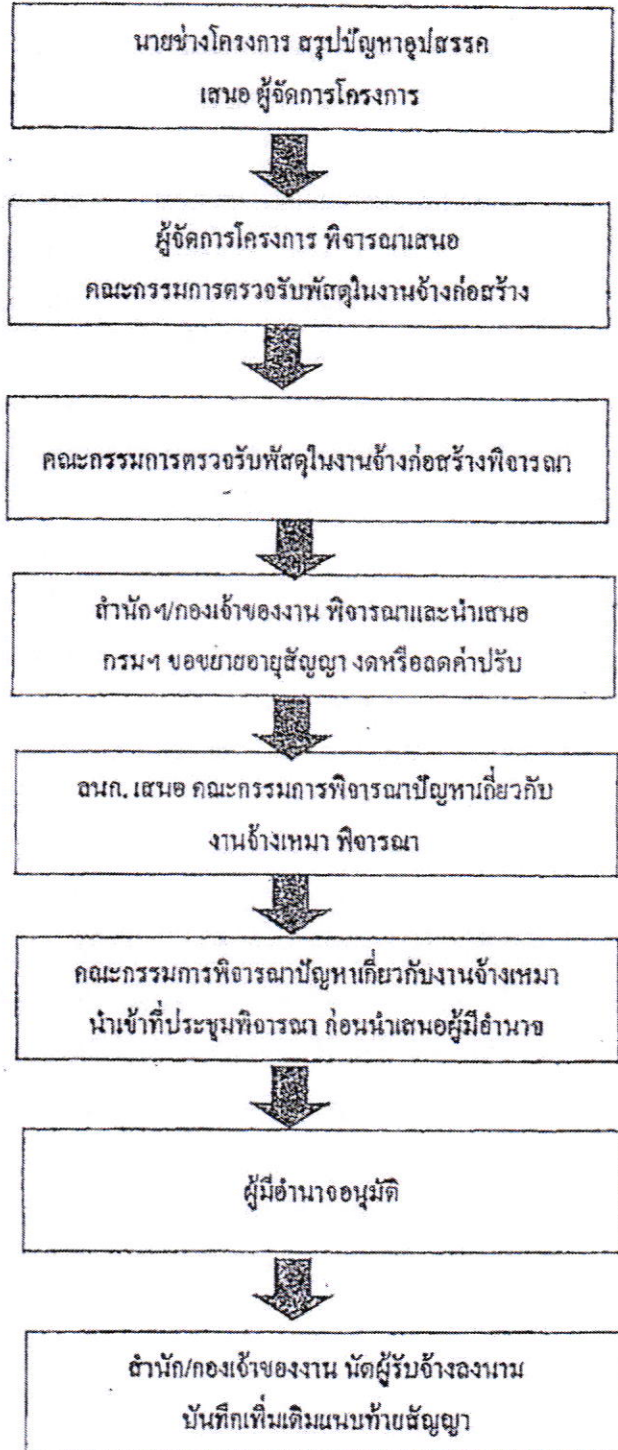 นายช่างโครงการ สรุปปัญหาอุปสรรค
เสนอ ผู้จัดการโครงการ
ผู้จัดการโครงการ พิจารณาเสนอ
คณะกรรมการตรวจรับพัสดุในงานจ้างก่อสร้าง
คณะกรรมการตรวจรับพัสดุในงานจ้างก่อสร้างพิจารณา
สำนักฯ/กองเจ้าของงาน พิจารณาและนำเสนอ
กรมฯ ขอขยายอายุสัญญา งดหรือลดค่าปรับ
ลนก. เสนอ คณะกรรมการพิจารณาปัญหาเกี่ยวกับ
งานจ้างเหมา พิจารณา
คณะกรรมการพิจารณาปัญหาเกี่ยวกับงานจ้างเหมา
นำเข้าที่ประชุมพิจารณา ก่อนนำเสนอผู้มีอำนาจ
ผู้มีอำนาจอนุมัติ
สำนัก/กองเจ้าของงาน นัดผู้รับจ้างลงนาม
บันทึกเพิ่มเติมแนบท้ายสัญญา